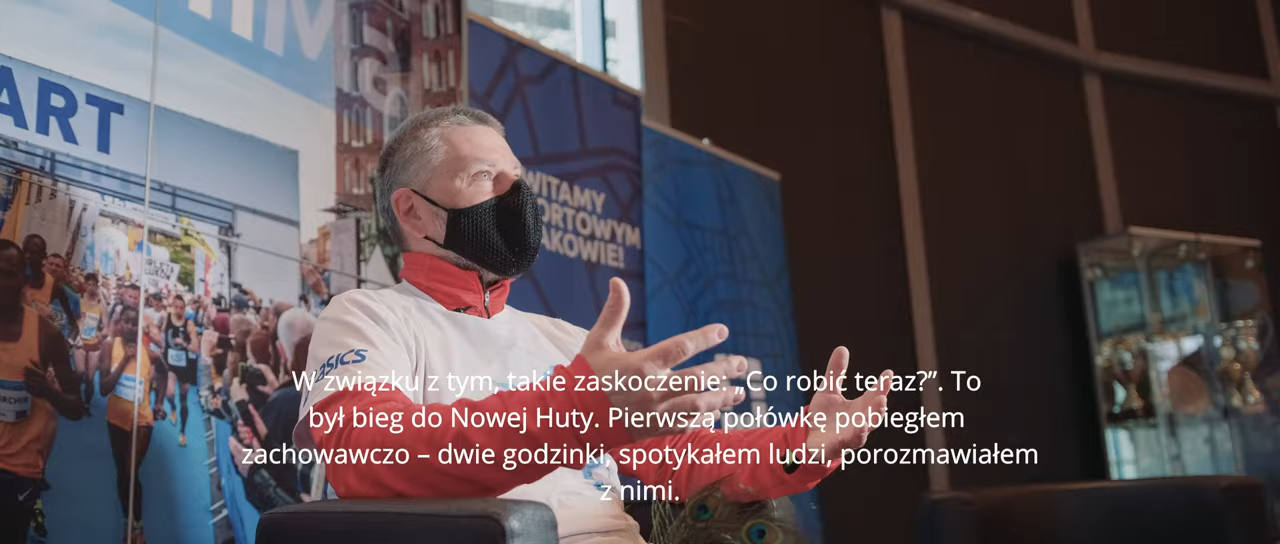 ART
WITAMY
ORTOWYM
AKOWIE!
ASICS
W związku z tym, takie zaskoczenie: „Co robić teraz?”. To
był bieg do Nowej Huty. Pierwszą połówkę pobiegłem
zachowawczo – dwie godzinki, spotykałem ludzi, porozmawiałem
z nimi.